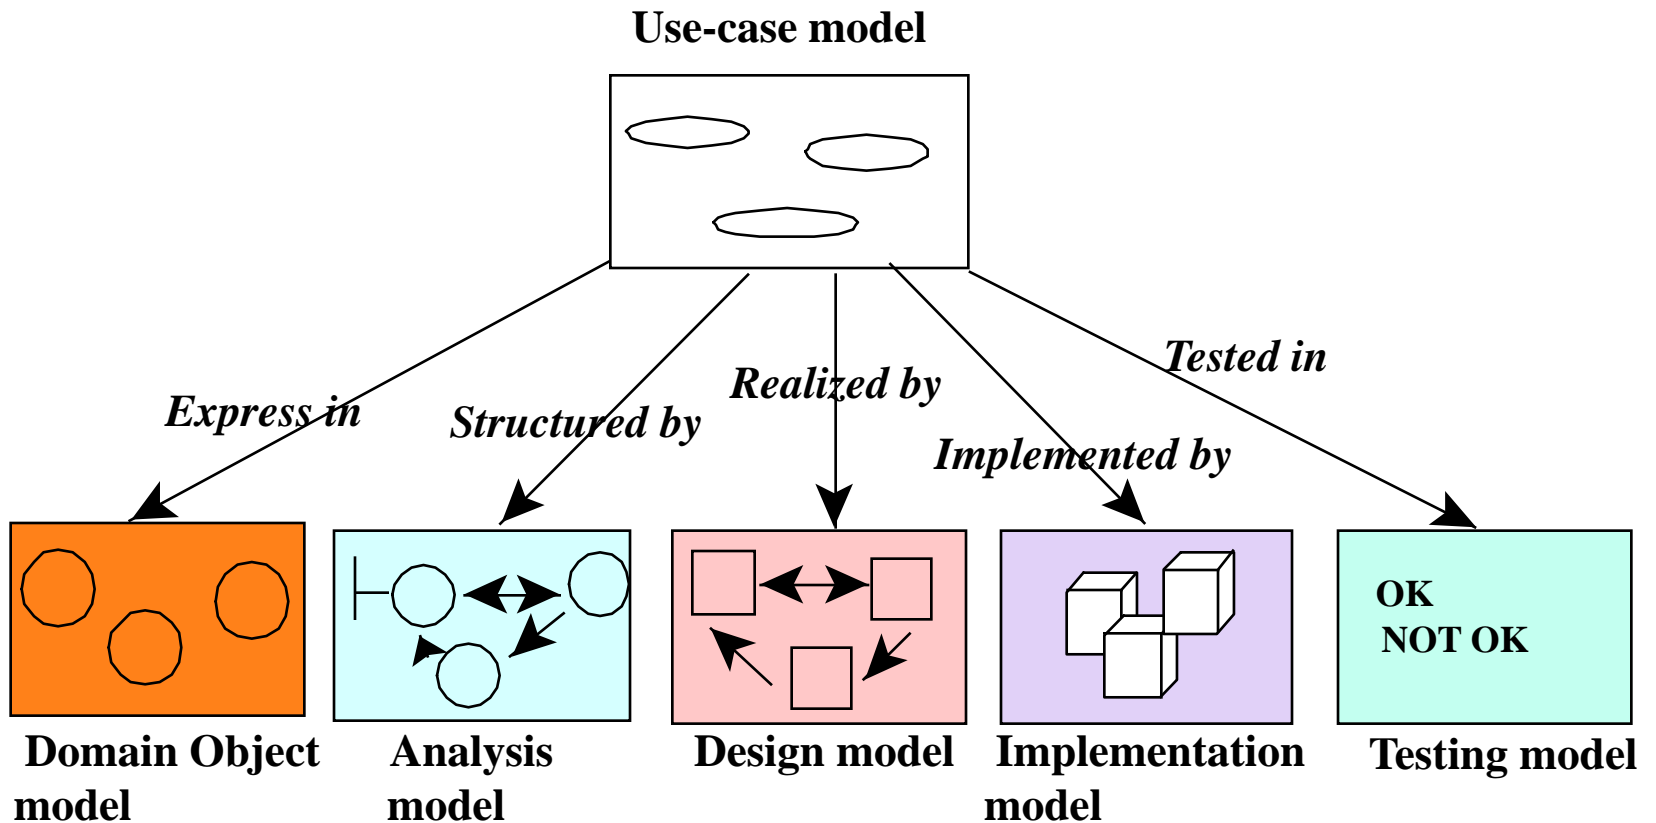 Use-case model
Tested in
Realized by
Express in
Structured by
Implemented by
OK
NOT OK
Domain Object
model
Analysis
model
Design model
Implementation
model
Testing model